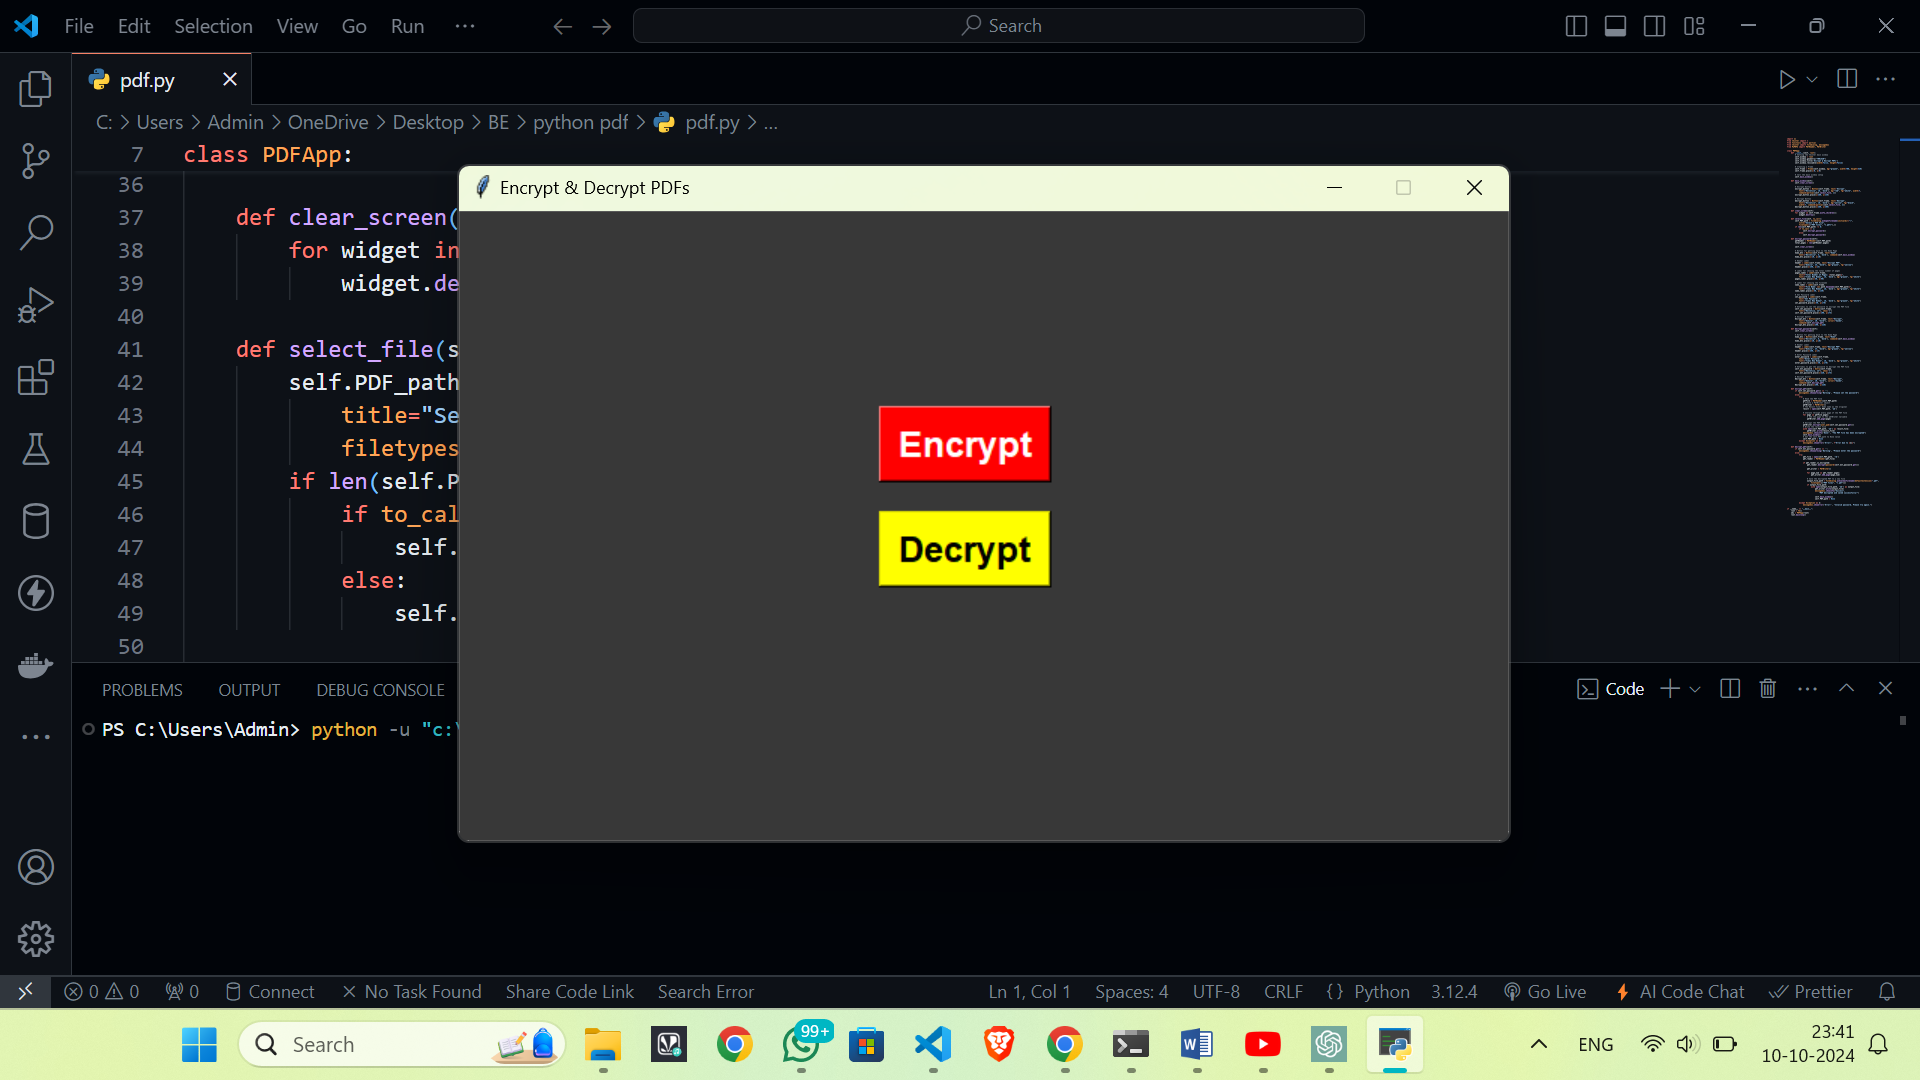 File Edit Selection View Go Run ...
Search
pdf.py
C: > Users > Admin > OneDrive > Desktop > BE > python pdf > pdf.py > ...
7 class PDFApp:
36
37 def clear_screen(
38 for widget in
39 widget.de
40
41 def select_file(s
42 self.PDF_path
43 title="Se
44 filetypes
45 if len(self.P
46 if to_cal
47 self.
48 else:
49 self.
50
Encrypt & Decrypt PDFs
Encrypt
Decrypt
PROBLEMS OUTPUT DEBUG CONSOLE
Code
PS C:\Users\Admin> python -u "c:\
0 0 0 Connect No Task Found Share Code Link Search Error
Ln 1, Col 1 Spaces: 4 UTF-8 CRLF {} Python 3.12.4 Go Live AI Code Chat Prettier
Search
99+
ENG
23:41
10-10-2024